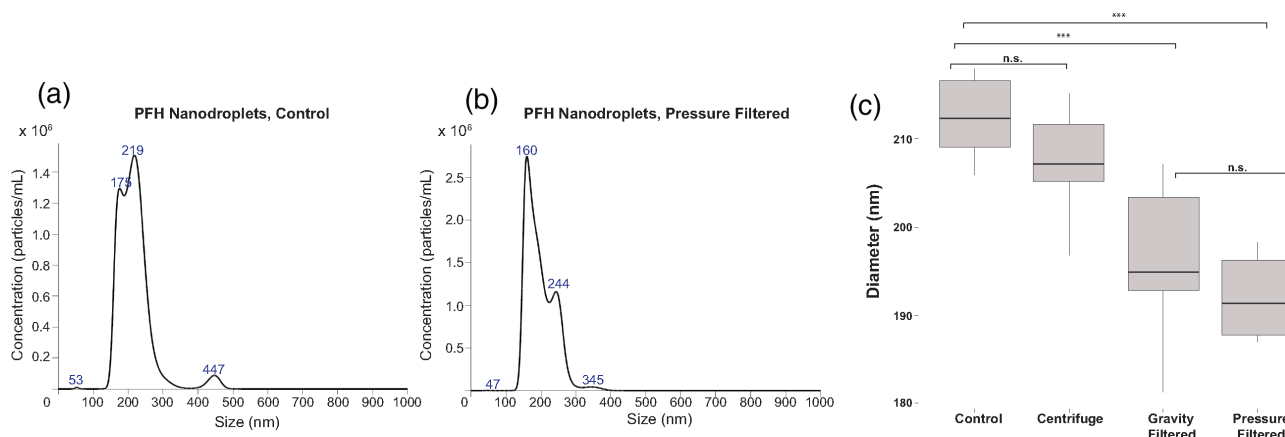 (a)
PFH Nanodroplets, Control
x 10⁶
219
175
1.4
1.2
1.0
0.8
0.6
0.4
0.2
53
447
0 100 200 300 400 500 600 700 800 900 1000
Concentration (particles/mL)
Size (nm)
(b)
PFH Nanodroplets, Pressure Filtered
x 10⁶
160
2.5
2.0
1.5
1.0
0.5
244
47
345
0 100 200 300 400 500 600 700 800 900 1000
Concentration (particles/mL)
Size (nm)
(c)
***
***
n.s.
n.s.
210
200
190
180
Diameter (nm)
Control Centrifuge Gravity Pressure
Filtered Filtered